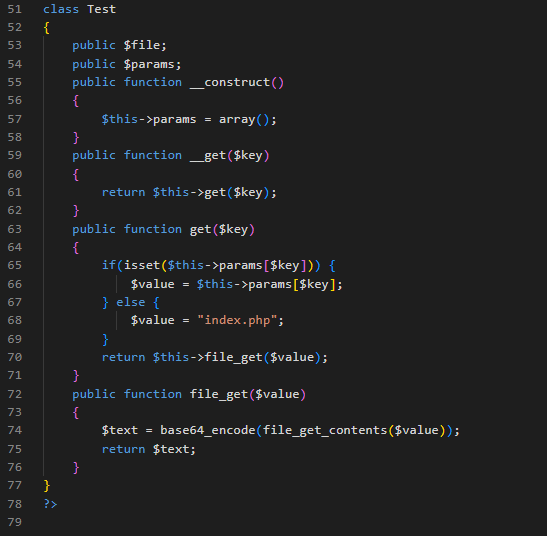 51 class Test
52 {
53     public $file;
54     public $params;
55     public function __construct()
56     {
57         $this->params = array();
58     }
59     public function __get($key)
60     {
61         return $this->get($key);
62     }
63     public function get($key)
64     {
65         if(isset($this->params[$key])) {
66             $value = $this->params[$key];
67         } else {
68             $value = "index.php";
69         }
70         return $this->file_get($value);
71     }
72     public function file_get($value)
73     {
74         $text = base64_encode(file_get_contents($value));
75         return $text;
76     }
77 }
78 ?>
79